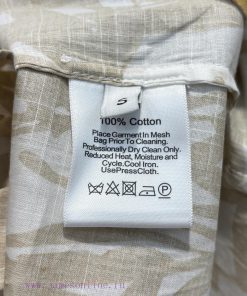 S
100% Cotton
Place Garment In Mesh
Bag Prior To Cleaning.
Professionally Dry Clean Only.
Reduced Heat, Moisture and
Cycle.Cool Iron.
UsePressCloth.
P